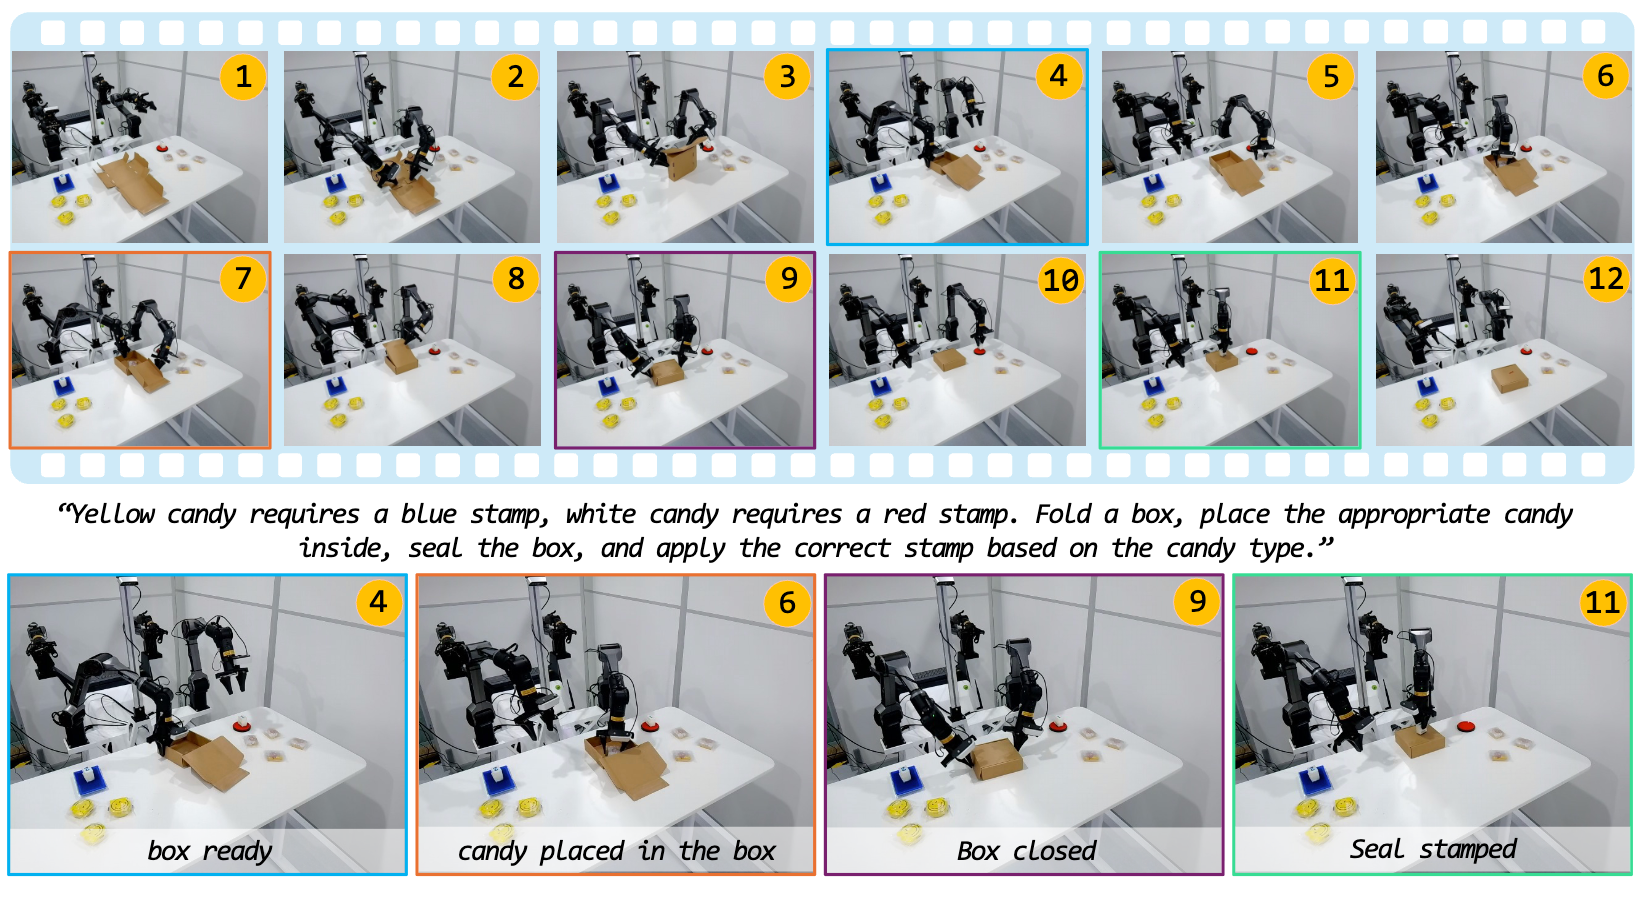 1
2
3
4
5
6
7
8
9
10
11
12
“Yellow candy requires a blue stamp, white candy requires a red stamp. Fold a box, place the appropriate candy
inside, seal the box, and apply the correct stamp based on the candy type.”
4
6
9
11
box ready
candy placed in the box
Box closed
Seal stamped